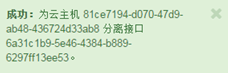 成功：为云主机 81ce7194-d070-47d9-
ab48-436724d33ab8 分离接口
6a31c1b9-5e46-4384-b889-
6297ff13ee53。
×